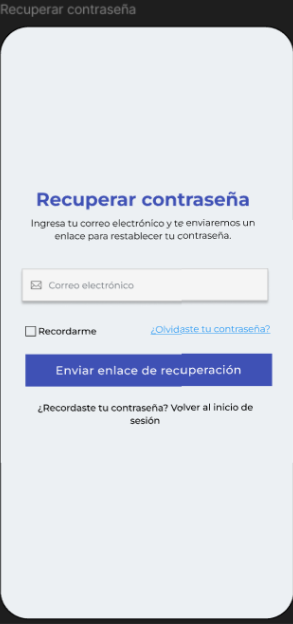 Recuperar contraseña
Recuperar contraseña
Ingresa tu correo electrónico y te enviaremos un
enlace para restablecer tu contraseña.
Correo electrónico
Recordarme
¿Olvidaste tu contraseña?
Enviar enlace de recuperación
¿Recordaste tu contraseña? Volver al inicio de
sesión